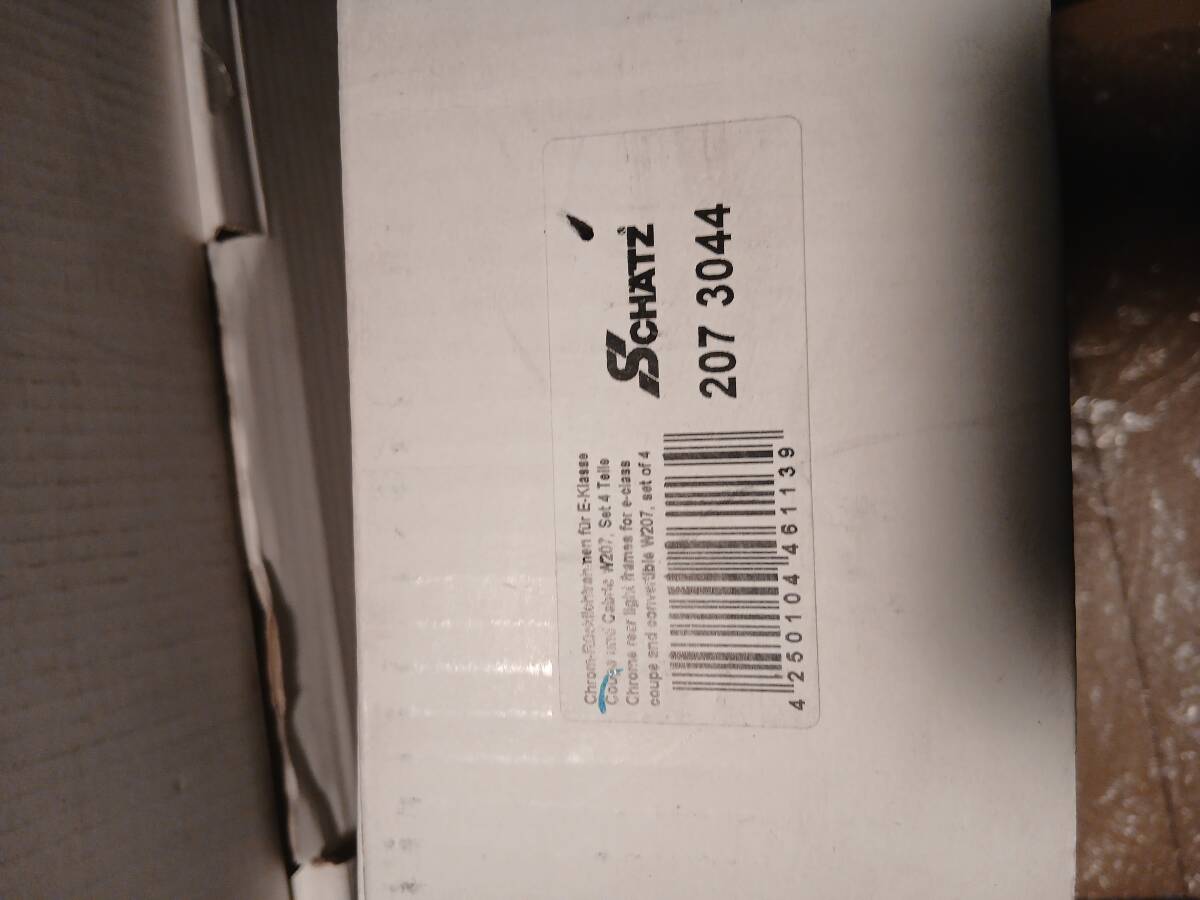 Chrom-Rücklichtrahmen für E-Klasse
Coupe und Cabrio W207, Set 4 Teile
Chrome rear light frames for e-class
coupe and convertible W207, set of 4
SCHATZ
207 3044
4 250104 461139